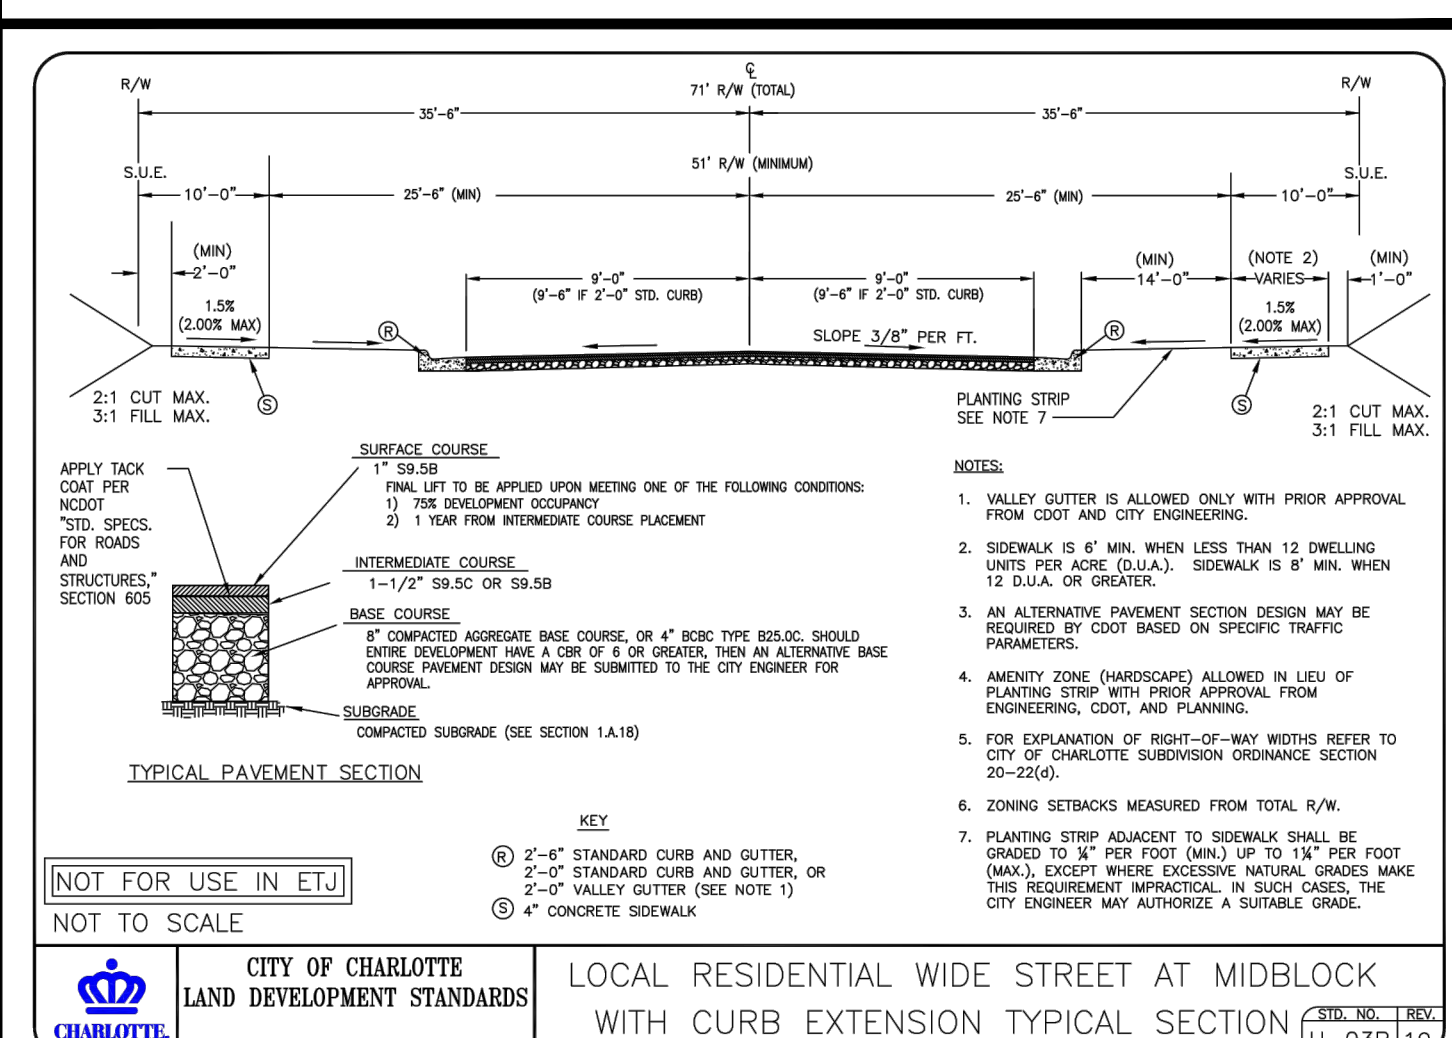 R/W
℄
71' R/W (TOTAL)
R/W
35'-6"
35'-6"
51' R/W (MINIMUM)
S.U.E.
S.U.E.
10'-0"
25'-6" (MIN)
25'-6" (MIN)
10'-0"
(MIN)
2'-0"
9'-0"
(9'-6" IF 2'-0" STD. CURB)
9'-0"
(9'-6" IF 2'-0" STD. CURB)
(MIN)
14'-0"
(NOTE 2)
VARIES
(MIN)
1'-0"
1.5%
(2.00% MAX)
R
SLOPE 3/8" PER FT.
R
1.5%
(2.00% MAX)
2:1 CUT MAX.
3:1 FILL MAX.
S
PLANTING STRIP
SEE NOTE 7
S
2:1 CUT MAX.
3:1 FILL MAX.
APPLY TACK
COAT PER
NCDOT
"STD. SPECS.
FOR ROADS
AND
STRUCTURES,"
SECTION 605
SURFACE COURSE
1" S9.5B
FINAL LIFT TO BE APPLIED UPON MEETING ONE OF THE FOLLOWING CONDITIONS:
1) 75% DEVELOPMENT OCCUPANCY
2) 1 YEAR FROM INTERMEDIATE COURSE PLACEMENT
INTERMEDIATE COURSE
1-1/2" S9.5C OR S9.5B
BASE COURSE
8" COMPACTED AGGREGATE BASE COURSE, OR 4" BCBC TYPE B25.0C. SHOULD
ENTIRE DEVELOPMENT HAVE A CBR OF 6 OR GREATER, THEN AN ALTERNATIVE BASE
COURSE PAVEMENT DESIGN MAY BE SUBMITTED TO THE CITY ENGINEER FOR
APPROVAL.
SUBGRADE
COMPACTED SUBGRADE (SEE SECTION 1.A.18)
TYPICAL PAVEMENT SECTION
NOTES:
1. VALLEY GUTTER IS ALLOWED ONLY WITH PRIOR APPROVAL
FROM CDOT AND CITY ENGINEERING.
2. SIDEWALK IS 6' MIN. WHEN LESS THAN 12 DWELLING
UNITS PER ACRE (D.U.A.). SIDEWALK IS 8' MIN. WHEN
12 D.U.A. OR GREATER.
3. AN ALTERNATIVE PAVEMENT SECTION DESIGN MAY BE
REQUIRED BY CDOT BASED ON SPECIFIC TRAFFIC
PARAMETERS.
4. AMENITY ZONE (HARDSCAPE) ALLOWED IN LIEU OF
PLANTING STRIP WITH PRIOR APPROVAL FROM
ENGINEERING, CDOT, AND PLANNING.
5. FOR EXPLANATION OF RIGHT-OF-WAY WIDTHS REFER TO
CITY OF CHARLOTTE SUBDIVISION ORDINANCE SECTION
20-22(d).
6. ZONING SETBACKS MEASURED FROM TOTAL R/W.
7. PLANTING STRIP ADJACENT TO SIDEWALK SHALL BE
GRADED TO ¼" PER FOOT (MIN.) UP TO 1¼" PER FOOT
(MAX.), EXCEPT WHERE EXCESSIVE NATURAL GRADES MAKE
THIS REQUIREMENT IMPRACTICAL. IN SUCH CASES, THE
CITY ENGINEER MAY AUTHORIZE A SUITABLE GRADE.
KEY
R 2'-6" STANDARD CURB AND GUTTER,
2'-0" STANDARD CURB AND GUTTER, OR
2'-0" VALLEY GUTTER (SEE NOTE 1)
S 4" CONCRETE SIDEWALK
NOT FOR USE IN ETJ
NOT TO SCALE
CHARLOTTE.
CITY OF CHARLOTTE
LAND DEVELOPMENT STANDARDS
LOCAL RESIDENTIAL WIDE STREET AT MIDBLOCK
WITH CURB EXTENSION TYPICAL SECTION
STD. NO. REV.